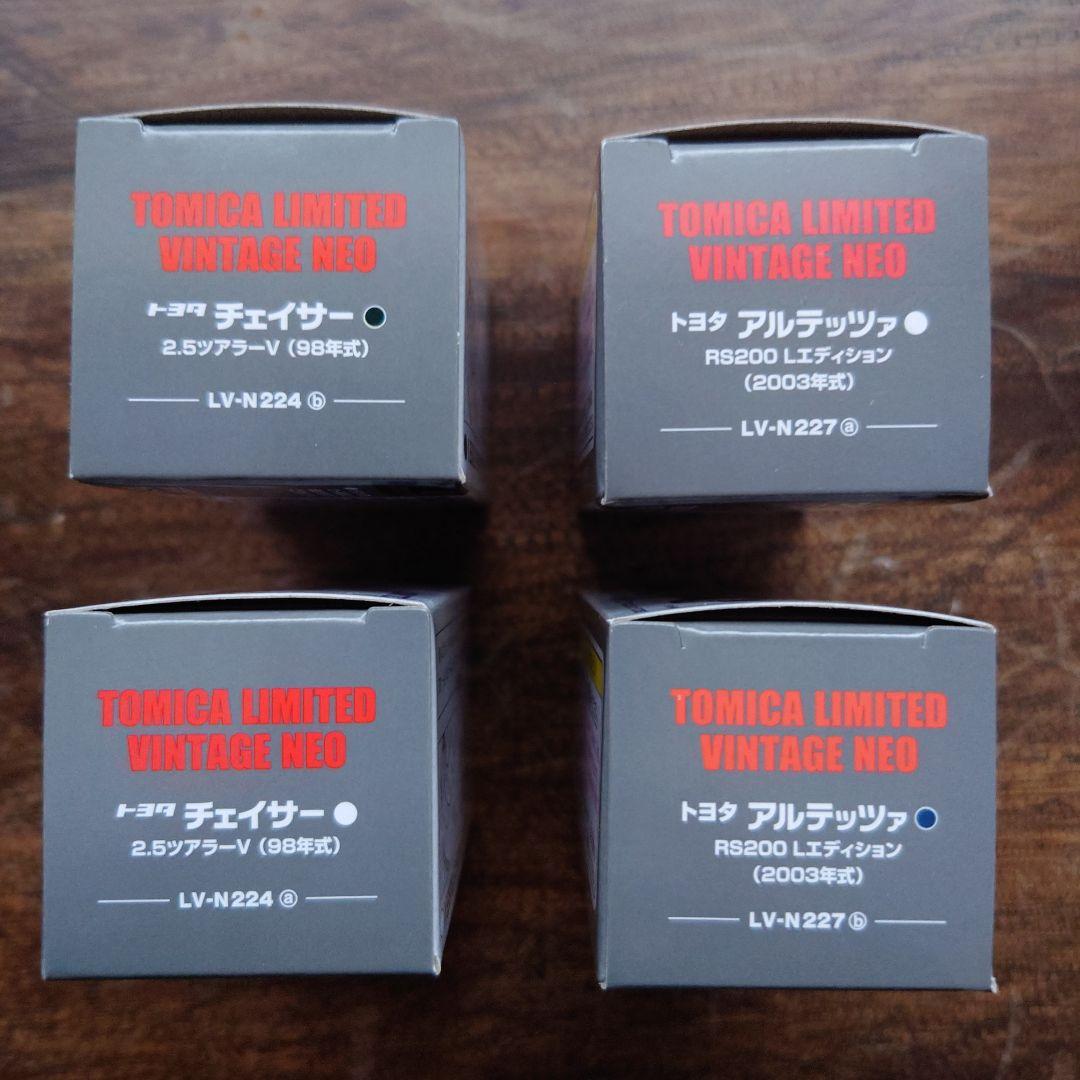 TOMICA LIMITED
VINTAGE NEO
トヨタ チェイサー
2.5ツアラーV（98年式）
LV-N224 ⓑ
TOMICA LIMITED
VINTAGE NEO
トヨタ アルテッツァ
RS200 Lエディション
（2003年式）
LV-N227 ⓐ
TOMICA LIMITED
VINTAGE NEO
トヨタ チェイサー
2.5ツアラーV（98年式）
LV-N224 ⓐ
TOMICA LIMITED
VINTAGE NEO
トヨタ アルテッツァ
RS200 Lエディション
（2003年式）
LV-N227 ⓑ